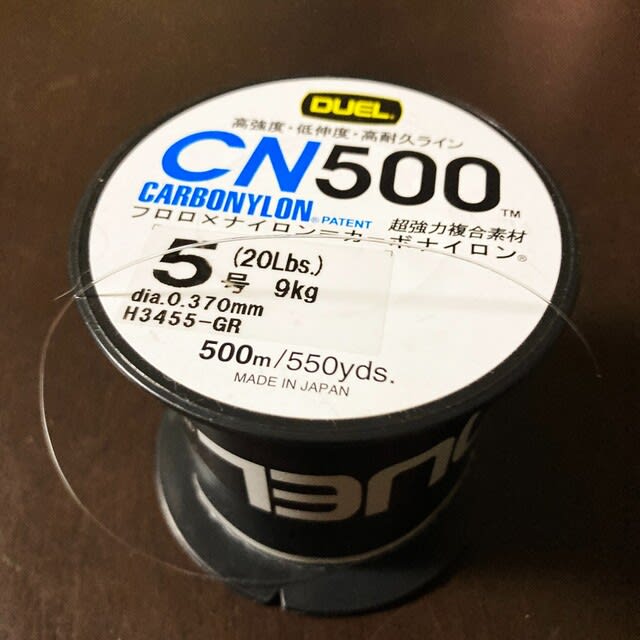 DUEL.
高強度・低伸度・高耐久ライン
CN500™
CARBONYLON® PATENT 超強力複合素材
フロロ×ナイロン=カーボナイロン®
5号 (20Lbs.) 9kg
dia.0.370mm
H3455-GR
500m/550yds.
MADE IN JAPAN
DUEL